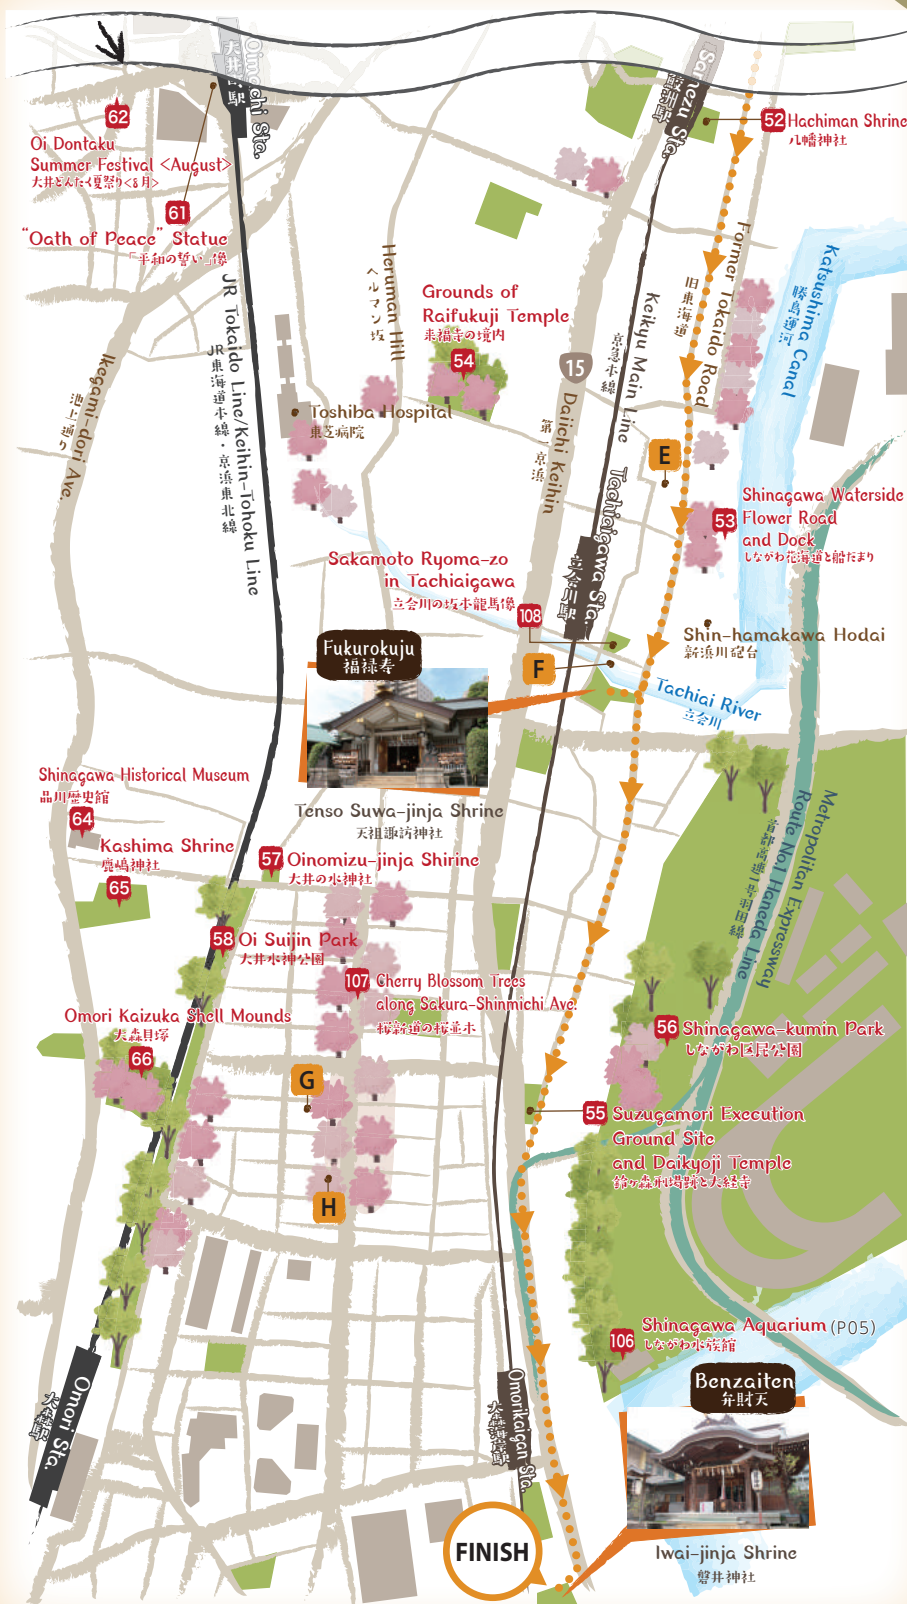 Oimachi Sta.
大井町駅
Samezu Sta.
鮫洲駅
62
Oi Dontaku
Summer Festival <August>
大井どんたく夏祭り<8月>
61
"Oath of Peace" Statue
「平和の誓い」像
52 Hachiman Shrine
八幡神社
JR Tokaido Line/Keihin-Tohoku Line
JR東海道本線・京浜東北線
Ikegami-dori Ave.
池上通り
Heruman Hill
ヘルマン坂
Grounds of
Raifukuji Temple
来福寺の境内
54
Toshiba Hospital
東芝病院
15
Daiichi Keihin
第一京浜
Keikyu Main Line
京急本線
Former Tokaido Road
旧東海道
Katsushima Canal
勝島運河
E
53
Shinagawa Waterside
Flower Road
and Dock
しながわ花海道と船だまり
Tachiaigawa Sta.
立会川駅
Sakamoto Ryoma-zo
in Tachiaigawa
立会川の坂本龍馬像
108
F
Shin-hamakawa Hodai
新浜川砲台
Tachiai River
立会川
Fukurokuju
福禄寿
Tenso Suwa-jinja Shrine
天祖諏訪神社
Shinagawa Historical Museum
品川歴史館
64
Kashima Shrine
鹿嶋神社
65
57 Oinomizu-jinja Shirine
大井の水神社
58 Oi Suijin Park
大井水神公園
107 Cherry Blossom Trees
along Sakura-Shinmichi Ave.
桜新道の桜並木
Omori Kaizuka Shell Mounds
大森貝塚
66
G
H
Metropolitan Expressway
Route No.1 Haneda Line
首都高速一号羽田線
56 Shinagawa-kumin Park
しながわ区民公園
55 Suzugamori Execution
Ground Site
and Daikyoji Temple
鈴ヶ森刑場跡と大経寺
106
Shinagawa Aquarium (P05)
しながわ水族館
Benzaiten
弁財天
Iwai-jinja Shrine
磐井神社
Omori Sta.
大森駅
Omorikaigan Sta.
大森海岸駅
FINISH